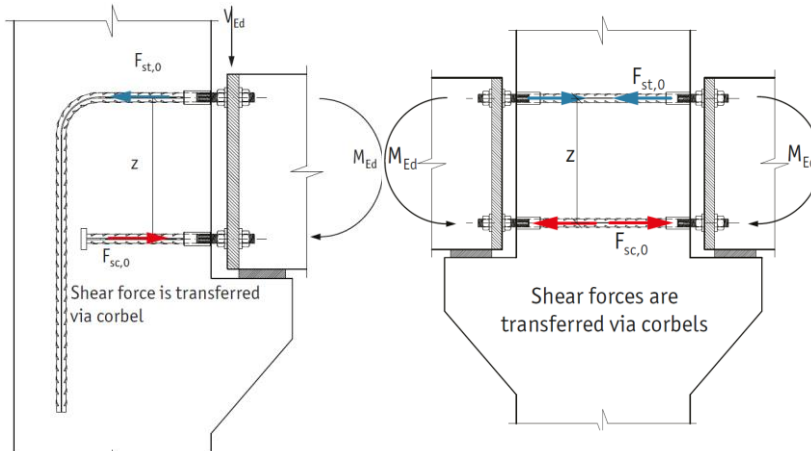 V_Ed
F_st,0
z
M_Ed
F_sc,0
Shear force is transferred
via corbel
M_Ed
F_st,0
z
M_Ed
F_sc,0
Shear forces are
transferred via corbels